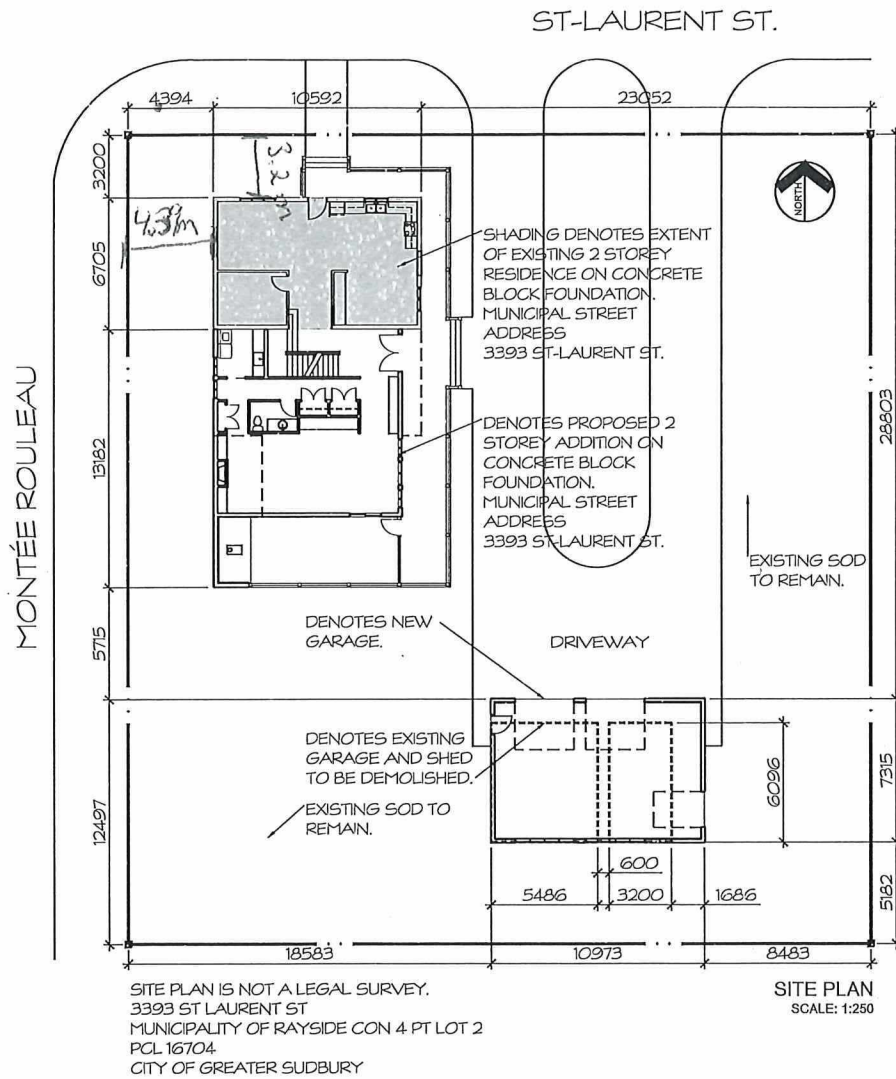 ST-LAURENT ST.
4394
10592
23052
3200
3.2 m
NORTH
4.39m
6705
SHADING DENOTES EXTENT
OF EXISTING 2 STOREY
RESIDENCE ON CONCRETE
BLOCK FOUNDATION.
MUNICIPAL STREET
ADDRESS
3393 ST-LAURENT ST.
MONTÉE ROULEAU
28803
13182
DENOTES PROPOSED 2
STOREY ADDITION ON
CONCRETE BLOCK
FOUNDATION.
MUNICIPAL STREET
ADDRESS
3393 ST-LAURENT ST.
EXISTING SOD
TO REMAIN.
5715
DENOTES NEW
GARAGE.
DRIVEWAY
DENOTES EXISTING
GARAGE AND SHED
TO BE DEMOLISHED.
6096
7315
12497
EXISTING SOD TO
REMAIN.
600
5486
3200
1686
5182
18583
10973
8483
SITE PLAN IS NOT A LEGAL SURVEY.
3393 ST LAURENT ST
MUNICIPALITY OF RAYSIDE CON 4 PT LOT 2
PCL 16704
CITY OF GREATER SUDBURY
SITE PLAN
SCALE: 1:250